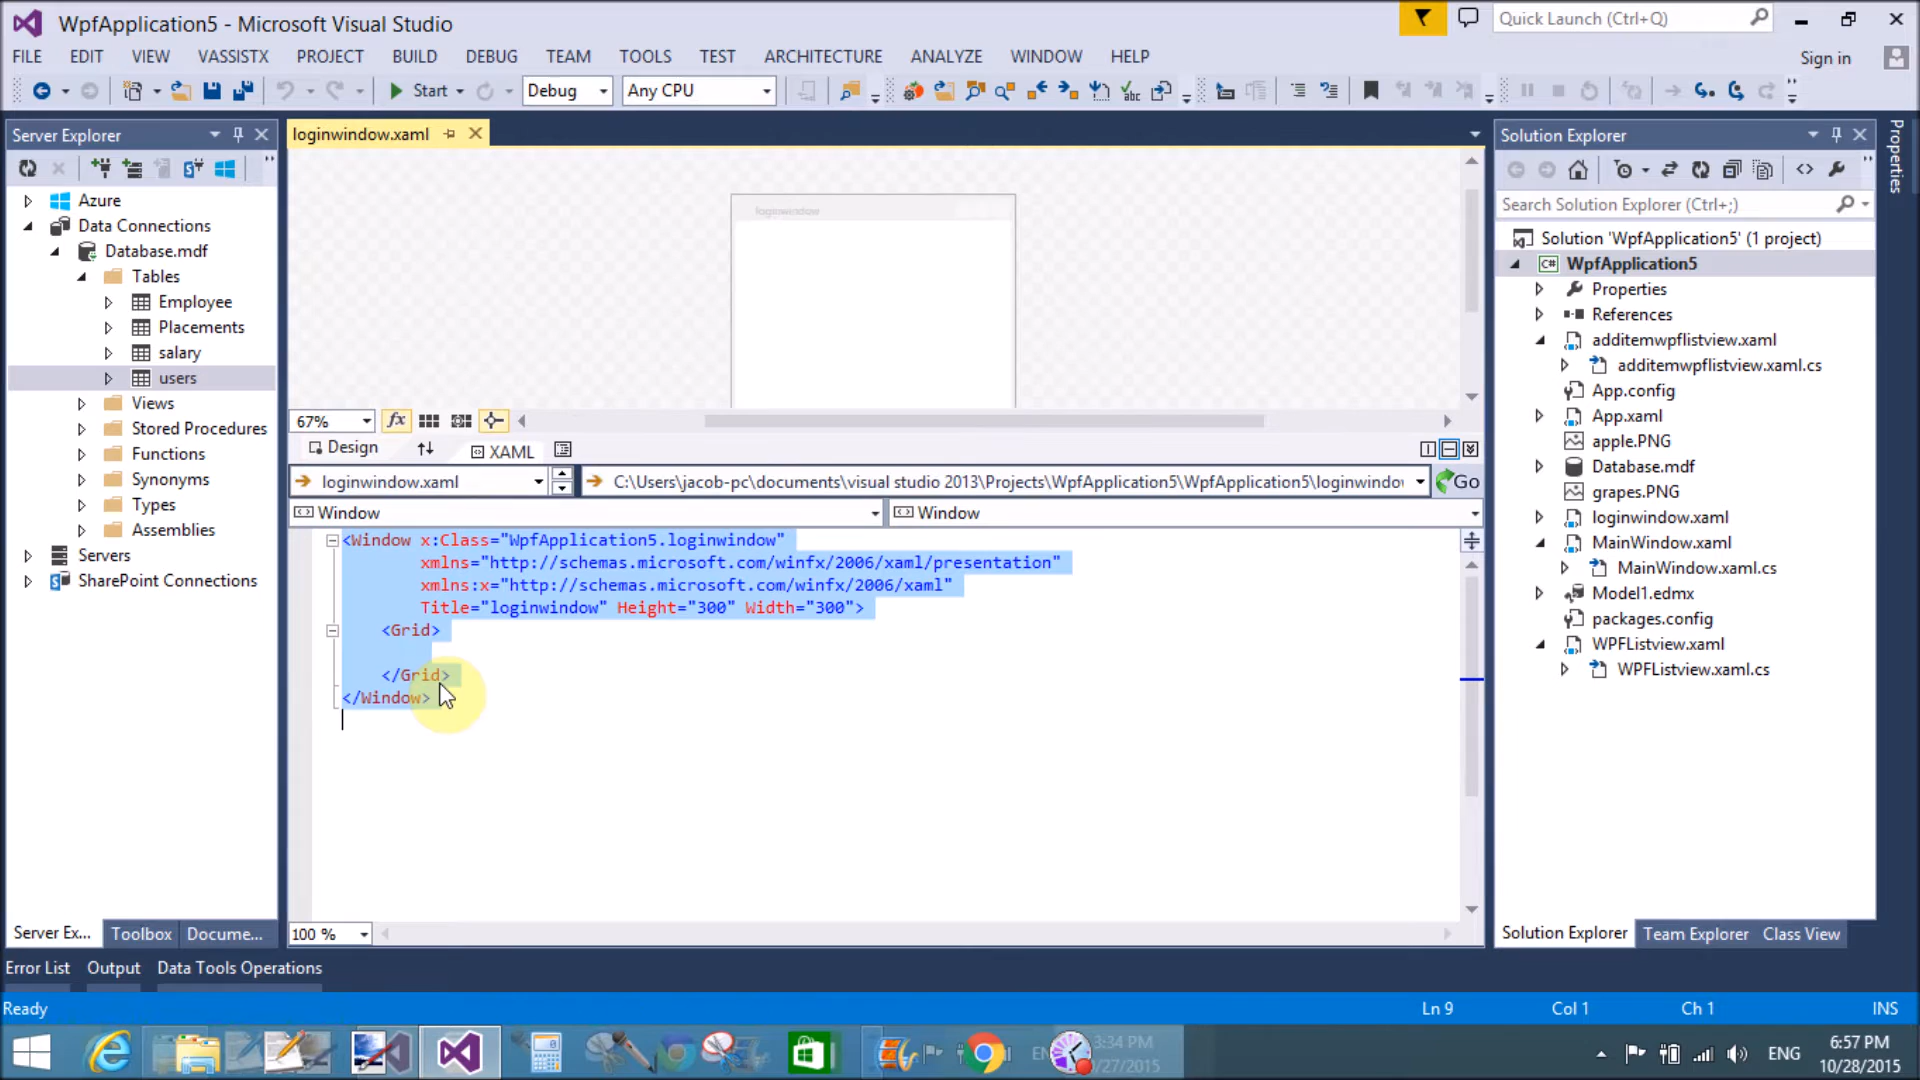 WpfApplication5 - Microsoft Visual Studio
Quick Launch (Ctrl+Q)
FILE EDIT VIEW VASSISTX PROJECT BUILD DEBUG TEAM TOOLS TEST ARCHITECTURE ANALYZE WINDOW HELP
Sign in
Start Debug Any CPU
Server Explorer
Azure
Data Connections
Database.mdf
Tables
Employee
Placements
salary
users
Views
Stored Procedures
Functions
Synonyms
Types
Assemblies
Servers
SharePoint Connections
Server Ex... Toolbox Docume...
loginwindow.xaml
loginwindow
67%
Design XAML
loginwindow.xaml C:\Users\jacob-pc\documents\visual studio 2013\Projects\WpfApplication5\WpfApplication5\loginwindo Go
Window Window
<Window x:Class="WpfApplication5.loginwindow"
xmlns="http://schemas.microsoft.com/winfx/2006/xaml/presentation"
xmlns:x="http://schemas.microsoft.com/winfx/2006/xaml"
Title="loginwindow" Height="300" Width="300">
<Grid>
</Grid>
</Window>
100 %
Solution Explorer
Properties
Search Solution Explorer (Ctrl+;)
Solution 'WpfApplication5' (1 project)
WpfApplication5
Properties
References
additemwpflistview.xaml
additemwpflistview.xaml.cs
App.config
App.xaml
apple.PNG
Database.mdf
grapes.PNG
loginwindow.xaml
MainWindow.xaml
MainWindow.xaml.cs
Model1.edmx
packages.config
WPFListview.xaml
WPFListview.xaml.cs
Solution Explorer Team Explorer Class View
Error List Output Data Tools Operations
Ready Ln 9 Col 1 Ch 1 INS
3:34 PM
/27/2015
ENG
6:57 PM
10/28/2015